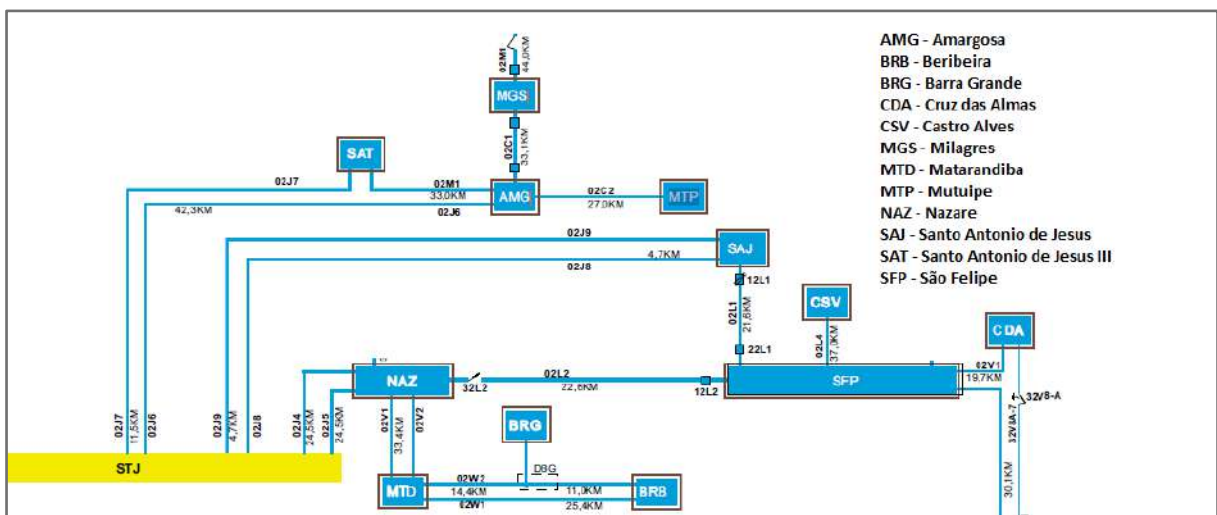 AMG - Amargosa
BRB - Beribeira
BRG - Barra Grande
CDA - Cruz das Almas
CSV - Castro Alves
MGS - Milagres
MTD - Matarandiba
MTP - Mutuipe
NAZ - Nazare
SAJ - Santo Antonio de Jesus
SAT - Santo Antonio de Jesus III
SFP - São Felipe
02M1
44,0KM
MGS
02C1
33,1KM
SAT
02J7
02M1
33,0KM
AMG
02C2
27,0KM
MTP
42,3KM
02J6
02J9
SAJ
4,7KM
02J8
12L1
02L1
21,6KM
22L1
CSV
02L4
37,0KM
CDA
02V1
19,7KM
32V8-A
30,1KM
NAZ
32L2
02L2
22,6KM
12L2
SFP
02J7
11,5KM
02J6
02J9
4,7KM
02J8
02J4
24,5KM
02J5
24,5KM
02V1
33,4KM
02V2
BRG
DBG
STJ
MTD
02W2
14,4KM
02W1
11,0KM
25,4KM
BRB